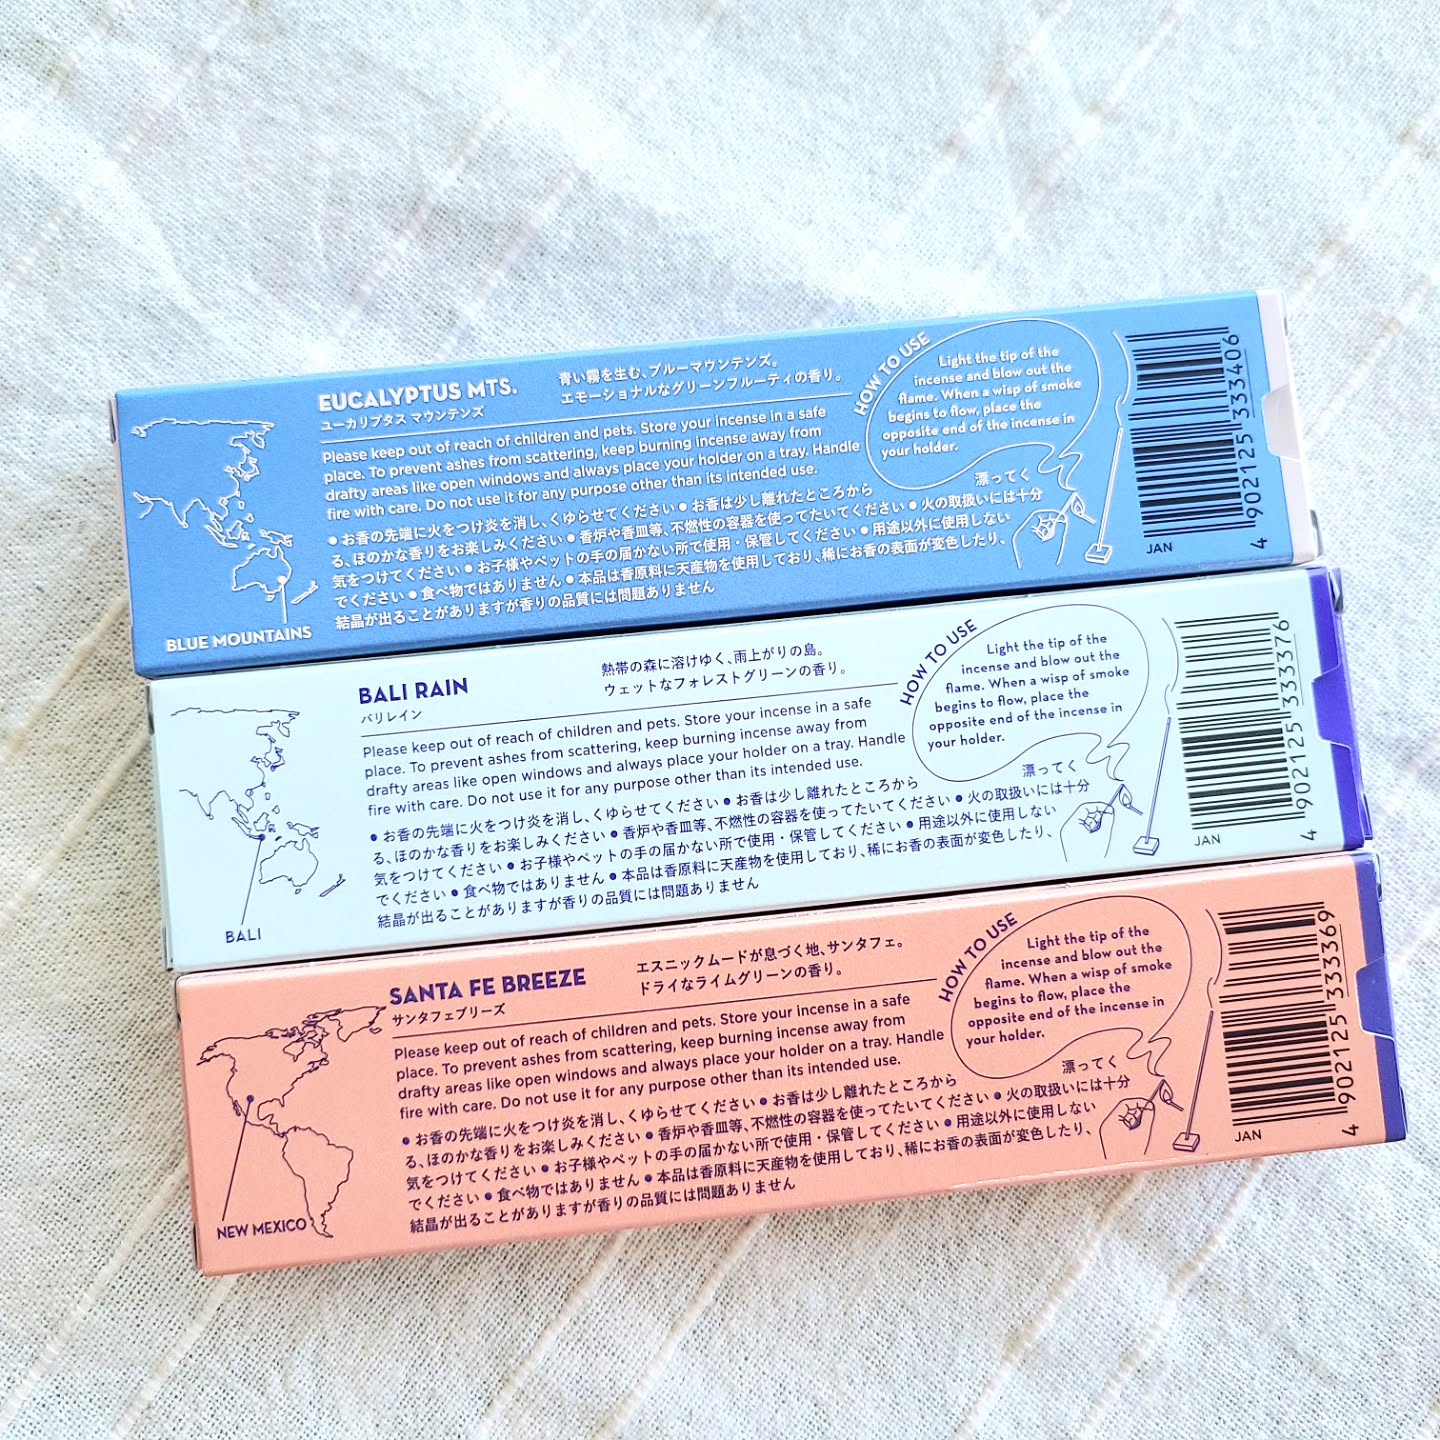 EUCALYPTUS MTS.
ユーカリプタス マウンテンズ
青い霧を生む、ブルーマウンテンズ。
エモーショナルなグリーンフルーティの香り。
Please keep out of reach of children and pets. Store your incense in a safe
place. To prevent ashes from scattering, keep burning incense away from
drafty areas like open windows and always place your holder on a tray. Handle
fire with care. Do not use it for any purpose other than its intended use.
●お香の先端に火をつけ炎を消し、くゆらせてください●お香は少し離れたところから漂ってく
る、ほのかな香りをお楽しみください●香炉や香皿等、不燃性の容器を使ってたいてください●火の取扱いには十分
気をつけてください●お子様やペットの手の届かない所で使用・保管してください●用途以外に使用しない
でください●食べ物ではありません●本品は香原料に天産物を使用しており、稀にお香の表面が変色したり、
結晶が出ることがありますが香りの品質には問題ありません
BLUE MOUNTAINS
HOW TO USE
Light the tip of the
incense and blow out the
flame. When a wisp of smoke
begins to flow, place the
opposite end of the incense in
your holder.
JAN
4 902125 333406
BALI RAIN
バリレイン
熱帯の森に溶けゆく、雨上がりの島。
ウェットなフォレストグリーンの香り。
Please keep out of reach of children and pets. Store your incense in a safe
place. To prevent ashes from scattering, keep burning incense away from
drafty areas like open windows and always place your holder on a tray. Handle
fire with care. Do not use it for any purpose other than its intended use.
●お香の先端に火をつけ炎を消し、くゆらせてください●お香は少し離れたところから漂ってく
る、ほのかな香りをお楽しみください●香炉や香皿等、不燃性の容器を使ってたいてください●火の取扱いには十分
気をつけてください●お子様やペットの手の届かない所で使用・保管してください●用途以外に使用しない
でください●食べ物ではありません●本品は香原料に天産物を使用しており、稀にお香の表面が変色したり、
結晶が出ることがありますが香りの品質には問題ありません
BALI
HOW TO USE
Light the tip of the
incense and blow out the
flame. When a wisp of smoke
begins to flow, place the
opposite end of the incense in
your holder.
JAN
4 902125 333376
SANTA FE BREEZE
サンタフェブリーズ
エスニックムードが息づく地、サンタフェ。
ドライなライムグリーンの香り。
Please keep out of reach of children and pets. Store your incense in a safe
place. To prevent ashes from scattering, keep burning incense away from
drafty areas like open windows and always place your holder on a tray. Handle
fire with care. Do not use it for any purpose other than its intended use.
●お香の先端に火をつけ炎を消し、くゆらせてください●お香は少し離れたところから漂ってく
る、ほのかな香りをお楽しみください●香炉や香皿等、不燃性の容器を使ってたいてください●火の取扱いには十分
気をつけてください●お子様やペットの手の届かない所で使用・保管してください●用途以外に使用しない
でください●食べ物ではありません●本品は香原料に天産物を使用しており、稀にお香の表面が変色したり、
結晶が出ることがありますが香りの品質には問題ありません
NEW MEXICO
HOW TO USE
Light the tip of the
incense and blow out the
flame. When a wisp of smoke
begins to flow, place the
opposite end of the incense in
your holder.
JAN
4 902125 333369